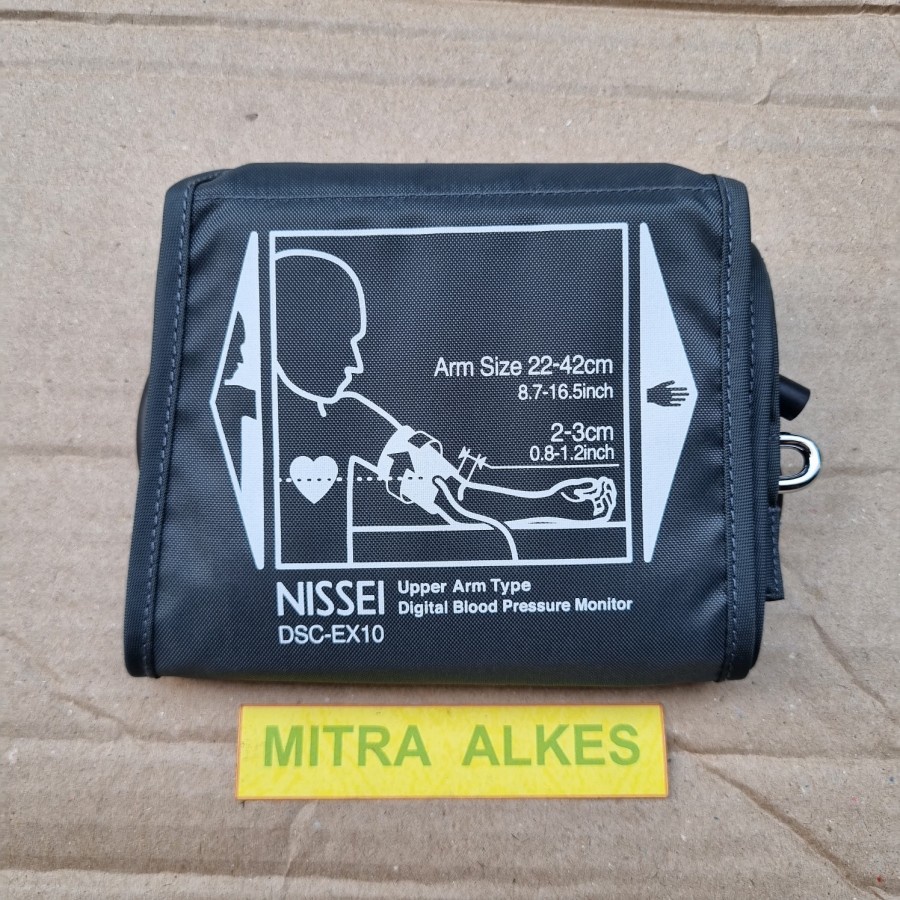 Arm Size 22-42cm
8.7-16.5inch
2-3cm
0.8-1.2inch
NISSEI Upper Arm Type
Digital Blood Pressure Monitor
DSC-EX10
MITRA ALKES